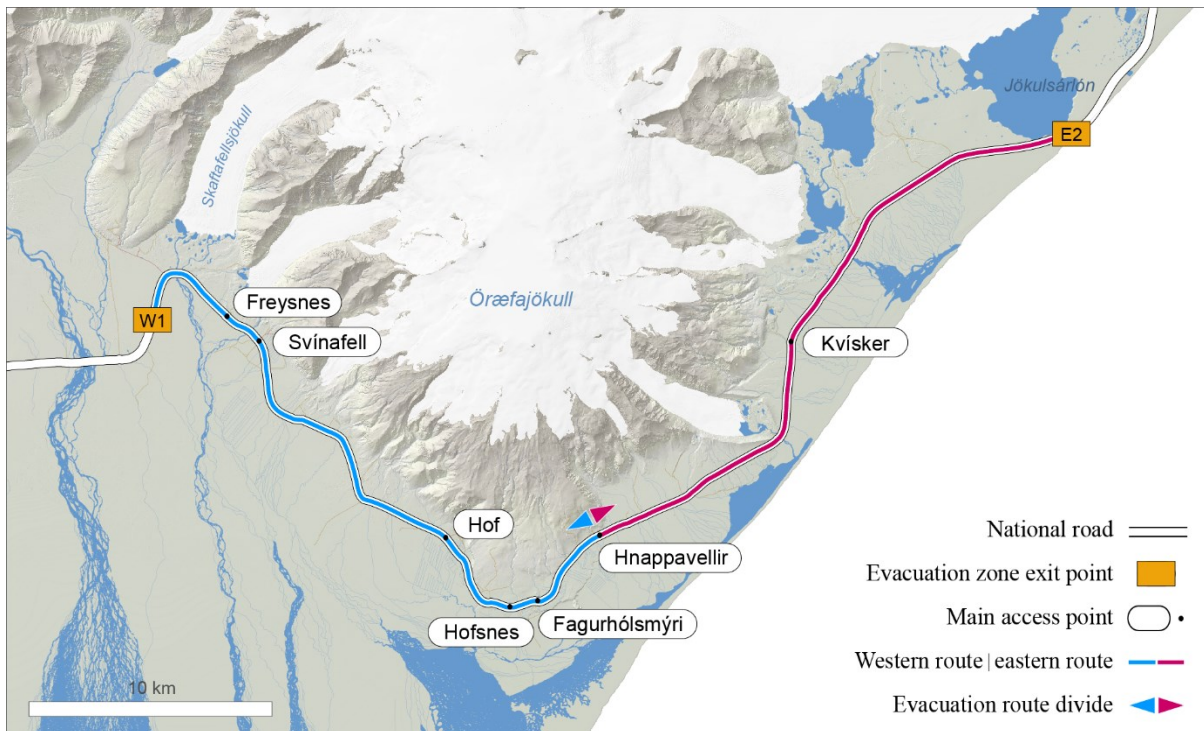 Jökulsárlón
E2
Skaftafellsjökull
Freysnes
W1
Svínafell
Öræfajökull
Kvísker
Hof
Hnappavellir
Hofsnes
Fagurhólsmýri
10 km
National road
Evacuation zone exit point
Main access point
Western route | eastern route
Evacuation route divide